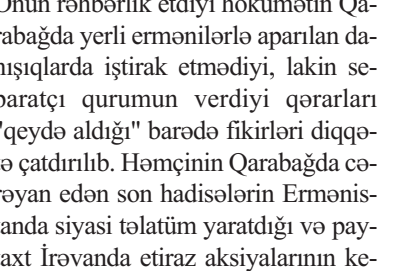 Onun rəhbərlik etdiyi hökumətin Qa-
rabağda yerli ermənilərlə aparılan da-
nışıqlarda iştirak etmədiyi, lakin se-
paratçı qurumun verdiyi qərarları
"qeydə aldığı" barədə fikirləri diqqə-
tə çatdırılıb. Həmçinin Qarabağda cə-
rəyan edən son hadisələrin Ermənis-
tanda siyasi təlatüm yaratdığı və pay-
taxt İrəvanda etiraz aksiyalarının ke-